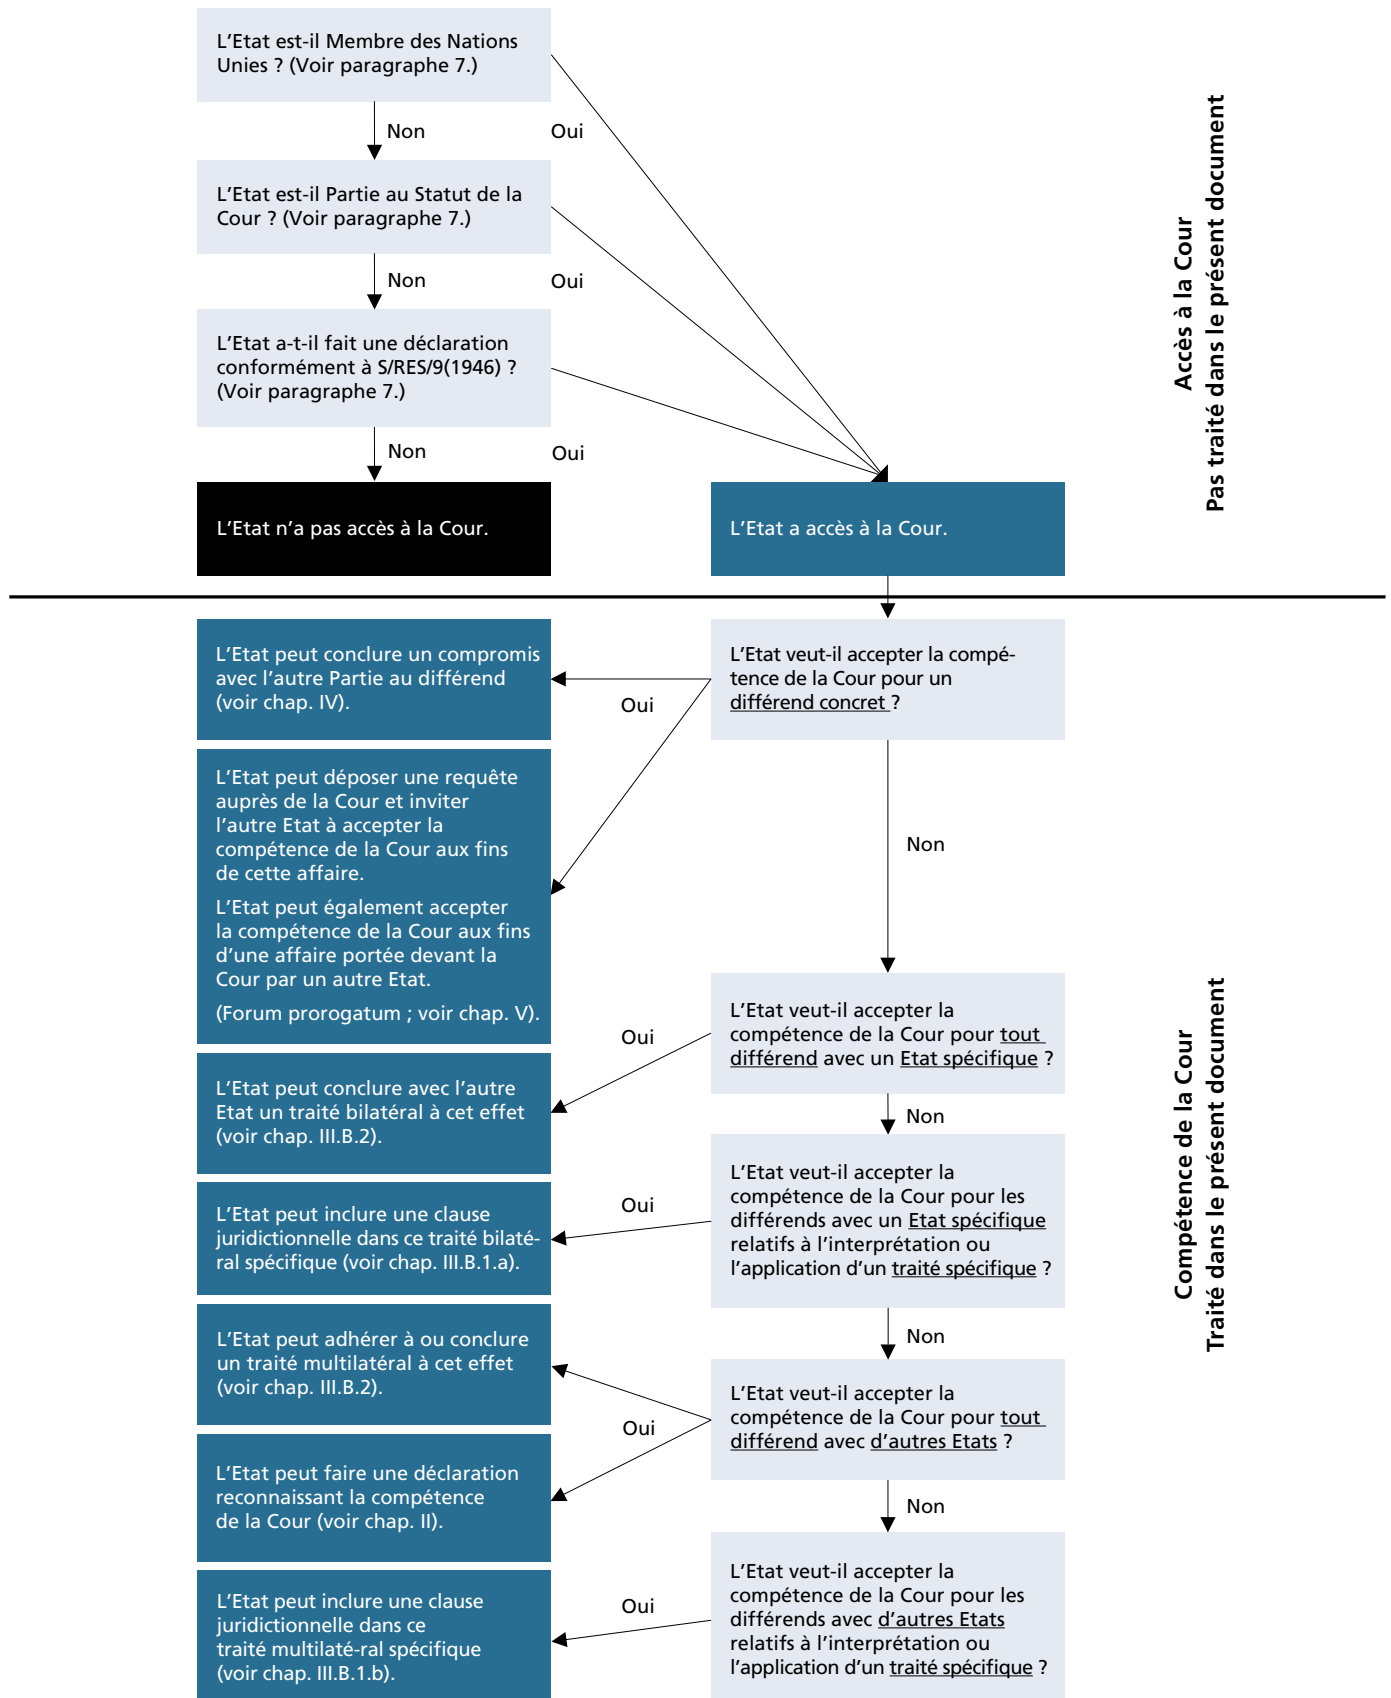 L'Etat est-il Membre des Nations
Unies ? (Voir paragraphe 7.)
Non
Oui
L'Etat est-il Partie au Statut de la
Cour ? (Voir paragraphe 7.)
Non
Oui
L'Etat a-t-il fait une déclaration
conformément à S/RES/9(1946) ?
(Voir paragraphe 7.)
Non
Oui
L'Etat n'a pas accès à la Cour.
L'Etat a accès à la Cour.
Accès à la Cour
Pas traité dans le présent document
L'Etat veut-il accepter la compé-
tence de la Cour pour un
différend concret ?
Oui
L'Etat peut conclure un compromis
avec l'autre Partie au différend
(voir chap. IV).
L'Etat peut déposer une requête
auprès de la Cour et inviter
l'autre Etat à accepter la
compétence de la Cour aux fins
de cette affaire.
L'Etat peut également accepter
la compétence de la Cour aux fins
d'une affaire portée devant la
Cour par un autre Etat.
(Forum prorogatum ; voir chap. V).
Non
L'Etat veut-il accepter la
compétence de la Cour pour tout
différend avec un Etat spécifique ?
Oui
L'Etat peut conclure avec l'autre
Etat un traité bilatéral à cet effet
(voir chap. III.B.2).
Non
L'Etat veut-il accepter la
compétence de la Cour pour les
différends avec un Etat spécifique
relatifs à l'interprétation ou
l'application d'un traité spécifique ?
Oui
L'Etat peut inclure une clause
juridictionnelle dans ce traité bilaté-
ral spécifique (voir chap. III.B.1.a).
Non
L'Etat veut-il accepter la
compétence de la Cour pour tout
différend avec d'autres Etats ?
Oui
L'Etat peut adhérer à ou conclure
un traité multilatéral à cet effet
(voir chap. III.B.2).
L'Etat peut faire une déclaration
reconnaissant la compétence
de la Cour (voir chap. II).
Non
L'Etat veut-il accepter la
compétence de la Cour pour les
différends avec d'autres Etats
relatifs à l'interprétation ou
l'application d'un traité spécifique ?
Oui
L'Etat peut inclure une clause
juridictionnelle dans ce
traité multilaté-ral spécifique
(voir chap. III.B.1.b).
Compétence de la Cour
Traité dans le présent document